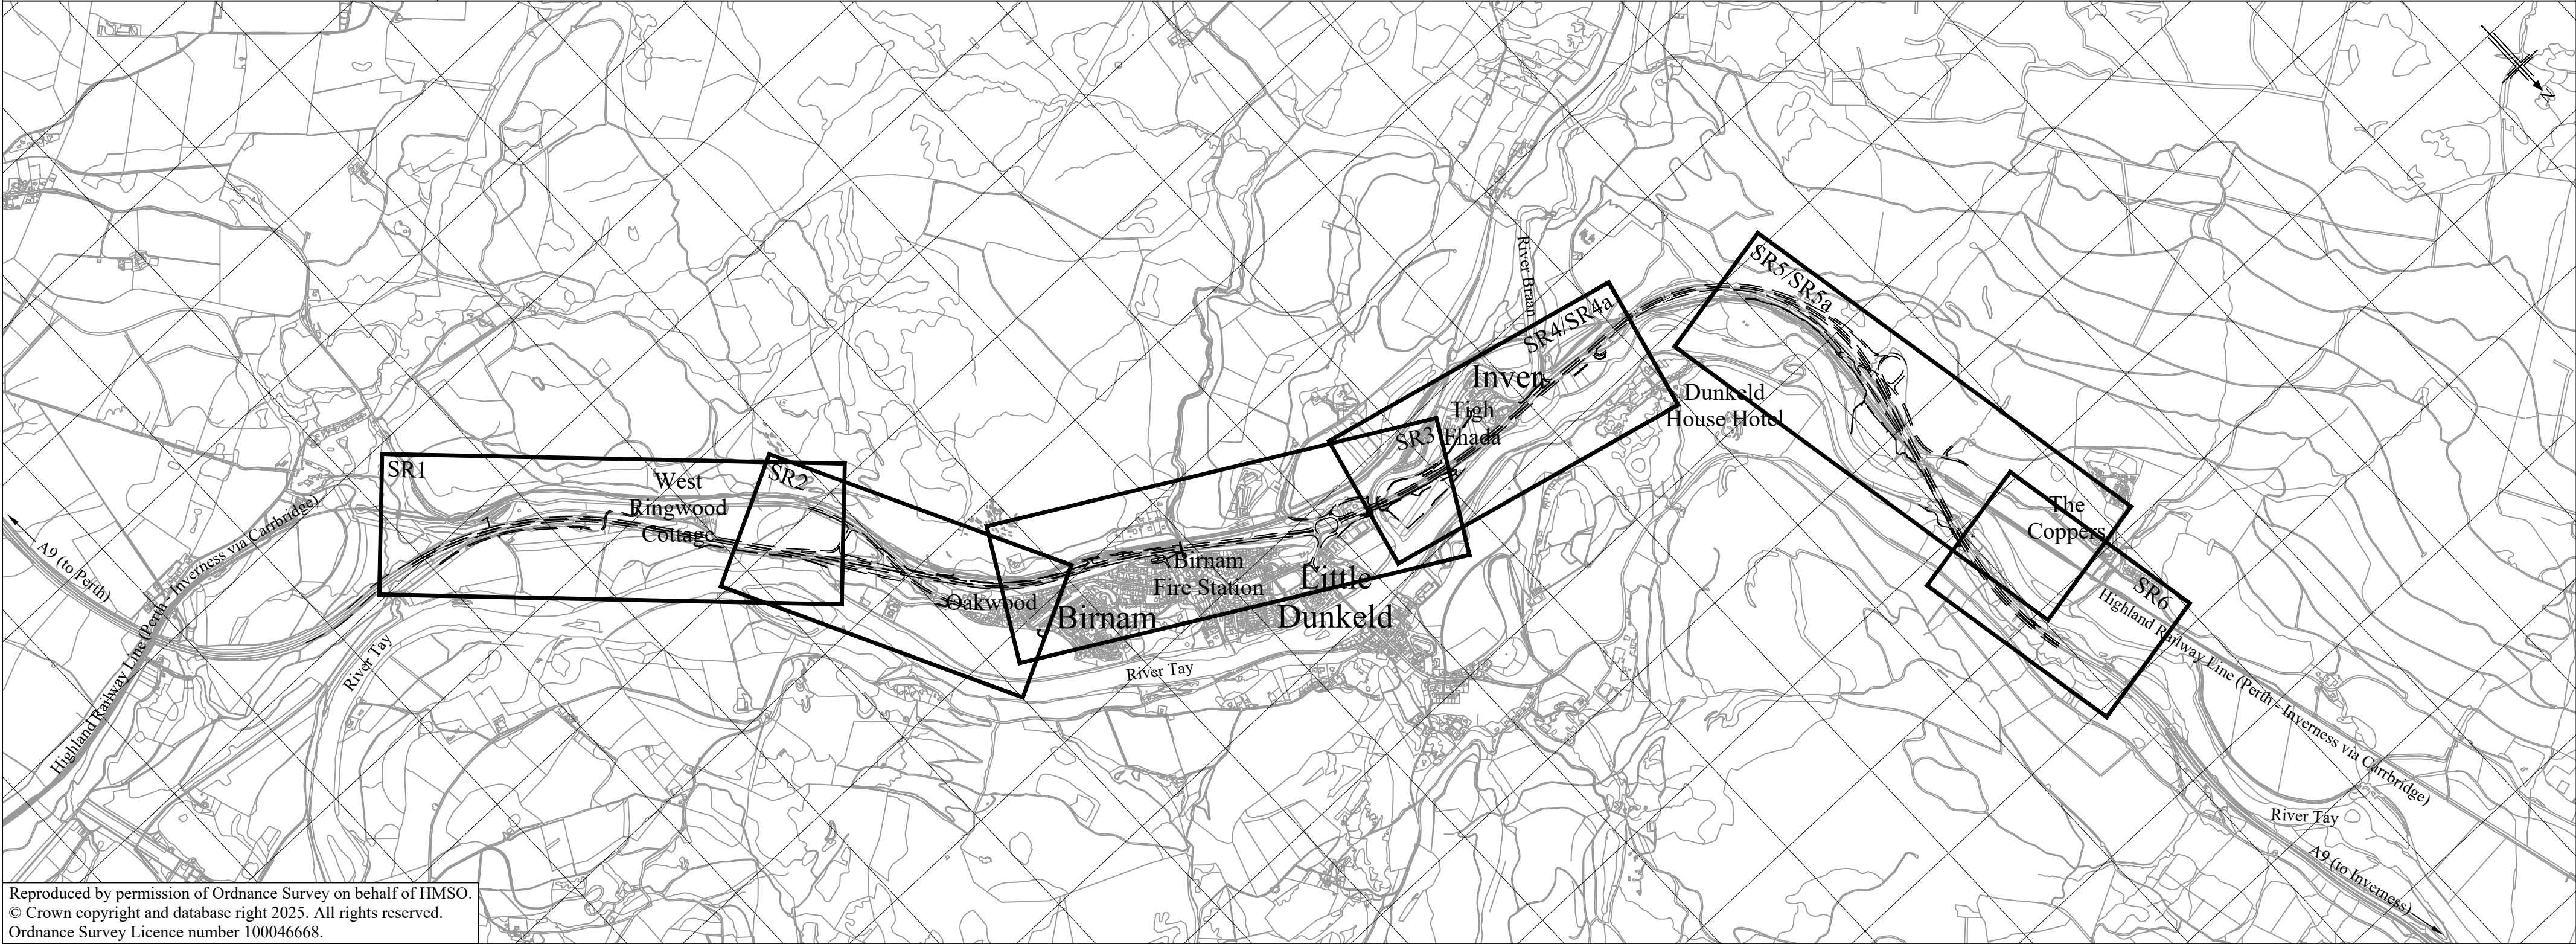 N
SR5/SR5a
River Braan
SR4/SR4a
Inver
Dunkeld
House Hotel
Tigh
Fhada
SR3
SR1
West
Ringwood
Cottage
SR2
The
Coppers
A9 (to Perth)
Highland Railway Line (Perth - Inverness via Carrbridge)
Birnam
Fire Station
Little
Dunkeld
Oakwood
Birnam
SR6
River Tay
River Tay
Highland Railway Line (Perth - Inverness via Carrbridge)
River Tay
A9 (to Inverness)
Reproduced by permission of Ordnance Survey on behalf of HMSO.
© Crown copyright and database right 2025. All rights reserved.
Ordnance Survey Licence number 100046668.